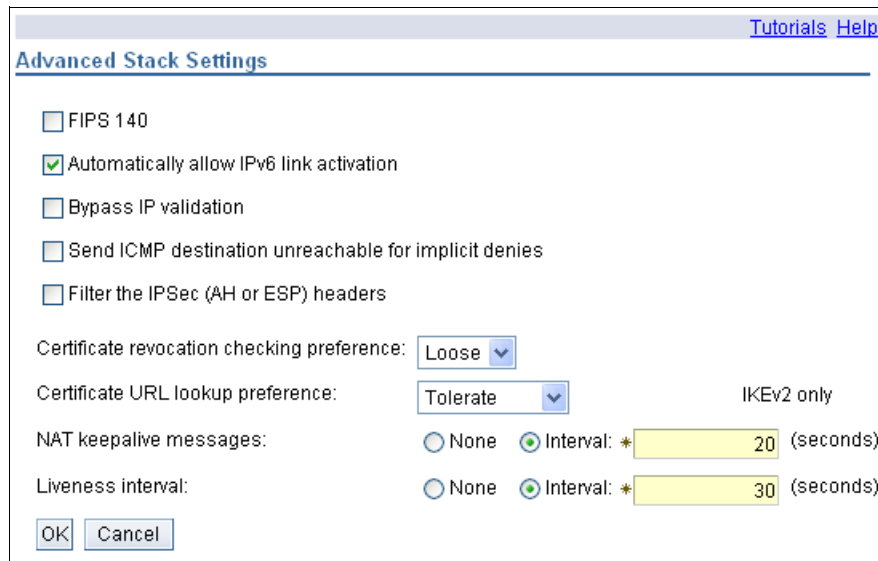 Tutorials Help
Advanced Stack Settings
FIPS 140
Automatically allow IPv6 link activation
Bypass IP validation
Send ICMP destination unreachable for implicit denies
Filter the IPSec (AH or ESP) headers
Certificate revocation checking preference: Loose
Certificate URL lookup preference: Tolerate IKEv2 only
NAT keepalive messages: None Interval: * 20 (seconds)
Liveness interval: None Interval: * 30 (seconds)
OK Cancel